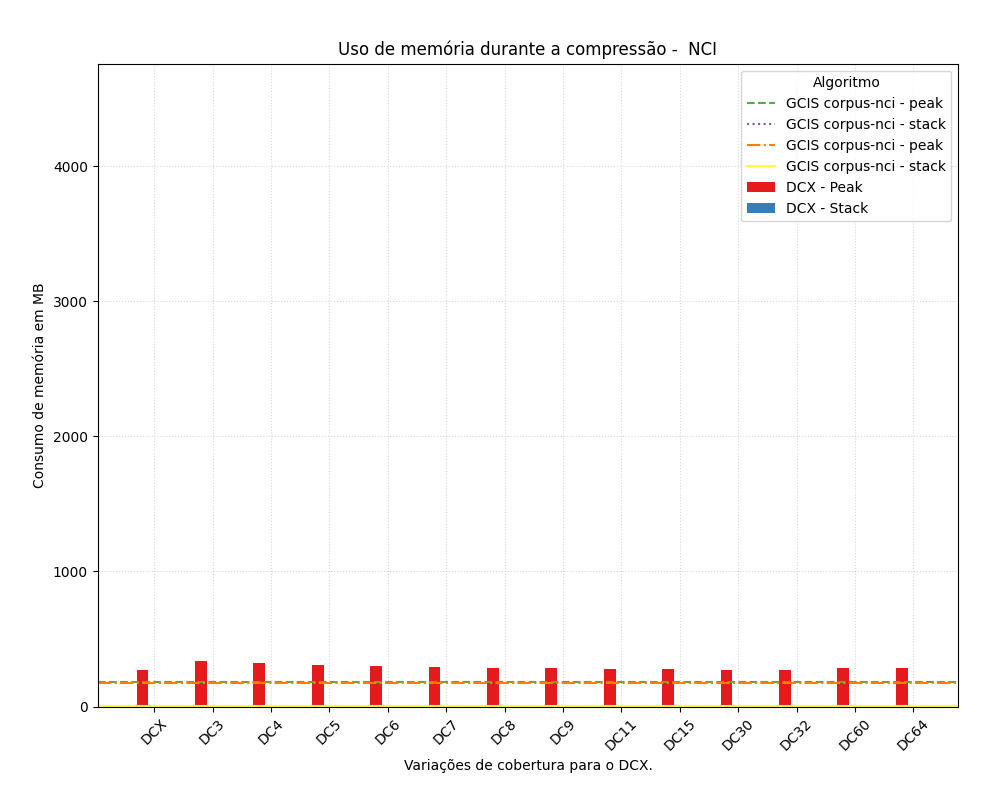 Uso de memória durante a compressão -  NCI
Algoritmo
GCIS corpus-nci - peak
GCIS corpus-nci - stack
GCIS corpus-nci - peak
GCIS corpus-nci - stack
DCX - Peak
DCX - Stack
Consumo de memória em MB
4000
3000
2000
1000
0
DCX
DC3
DC4
DC5
DC6
DC7
DC8
DC9
DC11
DC15
DC30
DC32
DC60
DC64
Variações de cobertura para o DCX.